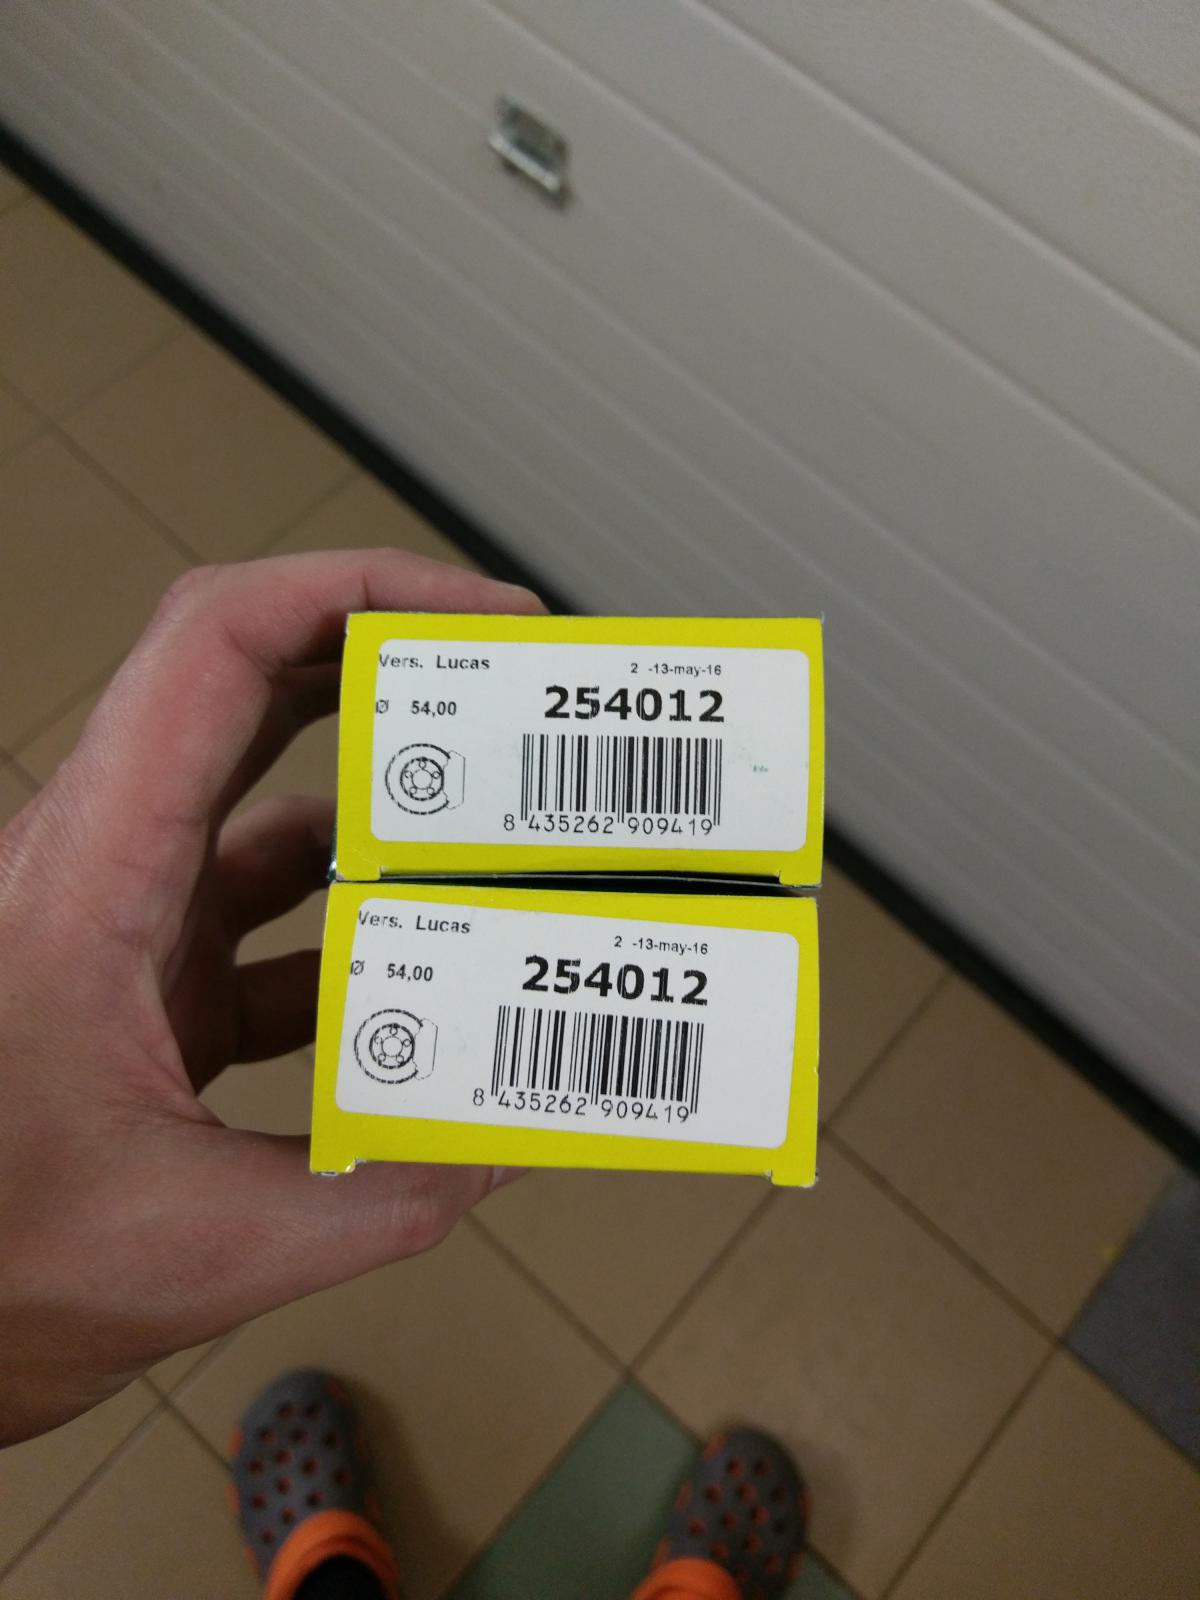 Vers. Lucas
2 -13-may-16
254012
Ø 54,00
8 435262 909419
Vers. Lucas
2 -13-may-16
254012
Ø 54,00
8 435262 909419